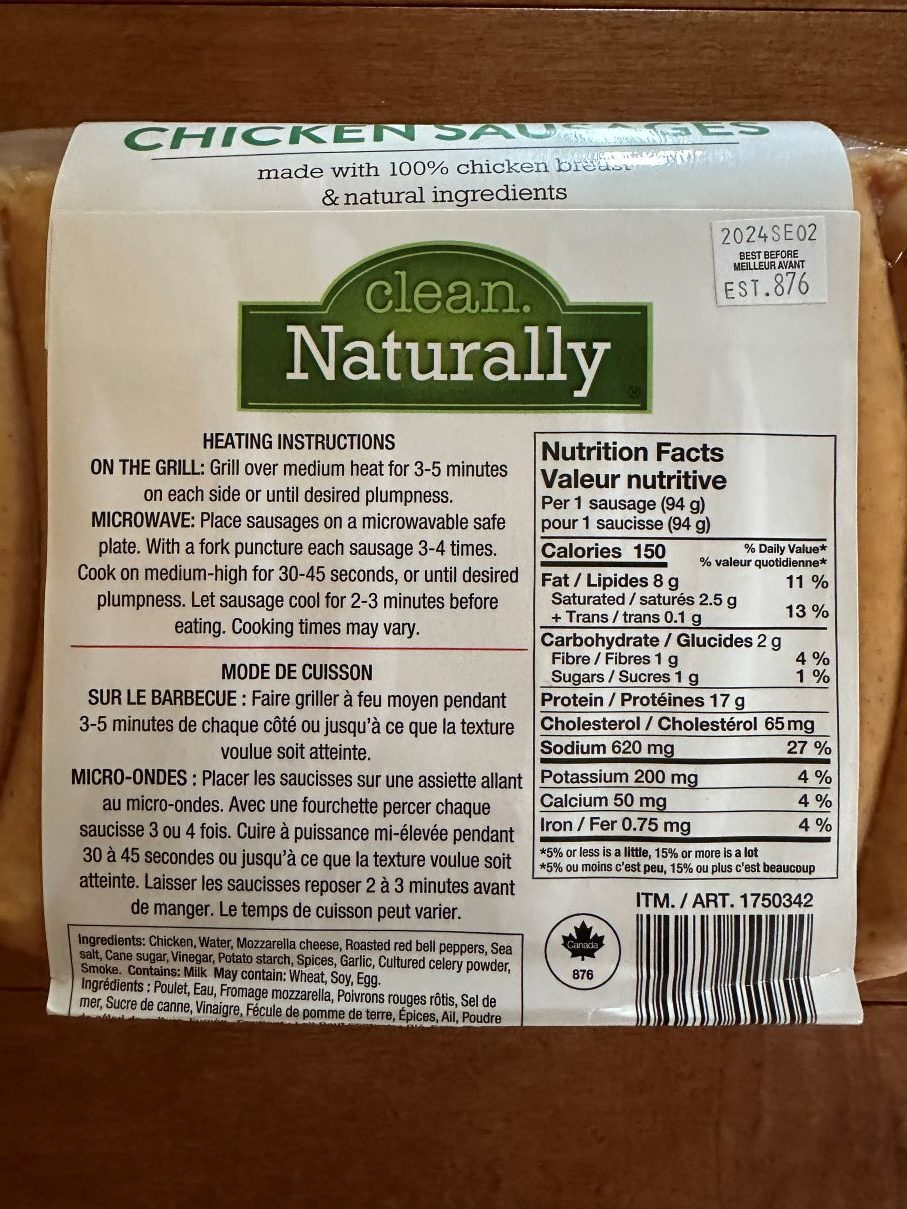 CHICKEN SAUSAGES
made with 100% chicken breast
& natural ingredients
2024SE02
BEST BEFORE
MEILLEUR AVANT
EST.876
clean.
Naturally
HEATING INSTRUCTIONS
ON THE GRILL: Grill over medium heat for 3-5 minutes
on each side or until desired plumpness.
MICROWAVE: Place sausages on a microwavable safe
plate. With a fork puncture each sausage 3-4 times.
Cook on medium-high for 30-45 seconds, or until desired
plumpness. Let sausage cool for 2-3 minutes before
eating. Cooking times may vary.
MODE DE CUISSON
SUR LE BARBECUE : Faire griller à feu moyen pendant
3-5 minutes de chaque côté ou jusqu'à ce que la texture
voulue soit atteinte.
MICRO-ONDES : Placer les saucisses sur une assiette allant
au micro-ondes. Avec une fourchette percer chaque
saucisse 3 ou 4 fois. Cuire à puissance mi-élevée pendant
30 à 45 secondes ou jusqu'à ce que la texture voulue soit
atteinte. Laisser les saucisses reposer 2 à 3 minutes avant
de manger. Le temps de cuisson peut varier.
Ingredients: Chicken, Water, Mozzarella cheese, Roasted red bell peppers, Sea
salt, Cane sugar, Vinegar, Potato starch, Spices, Garlic, Cultured celery powder,
Smoke. Contains: Milk May contain: Wheat, Soy, Egg.
Ingrédients : Poulet, Eau, Fromage mozzarella, Poivrons rouges rôtis, Sel de
mer, Sucre de canne, Vinaigre, Fécule de pomme de terre, Épices, Ail, Poudre
Nutrition Facts
Valeur nutritive
Per 1 sausage (94 g)
pour 1 saucisse (94 g)
Calories 150 % Daily Value*
% valeur quotidienne*
Fat / Lipides 8 g 11 %
Saturated / saturés 2.5 g
+ Trans / trans 0.1 g 13 %
Carbohydrate / Glucides 2 g
Fibre / Fibres 1 g 4 %
Sugars / Sucres 1 g 1 %
Protein / Protéines 17 g
Cholesterol / Cholestérol 65 mg
Sodium 620 mg 27 %
Potassium 200 mg 4 %
Calcium 50 mg 4 %
Iron / Fer 0.75 mg 4 %
*5% or less is a little, 15% or more is a lot
*5% ou moins c'est peu, 15% ou plus c'est beaucoup
ITM. / ART. 1750342
Canada
876